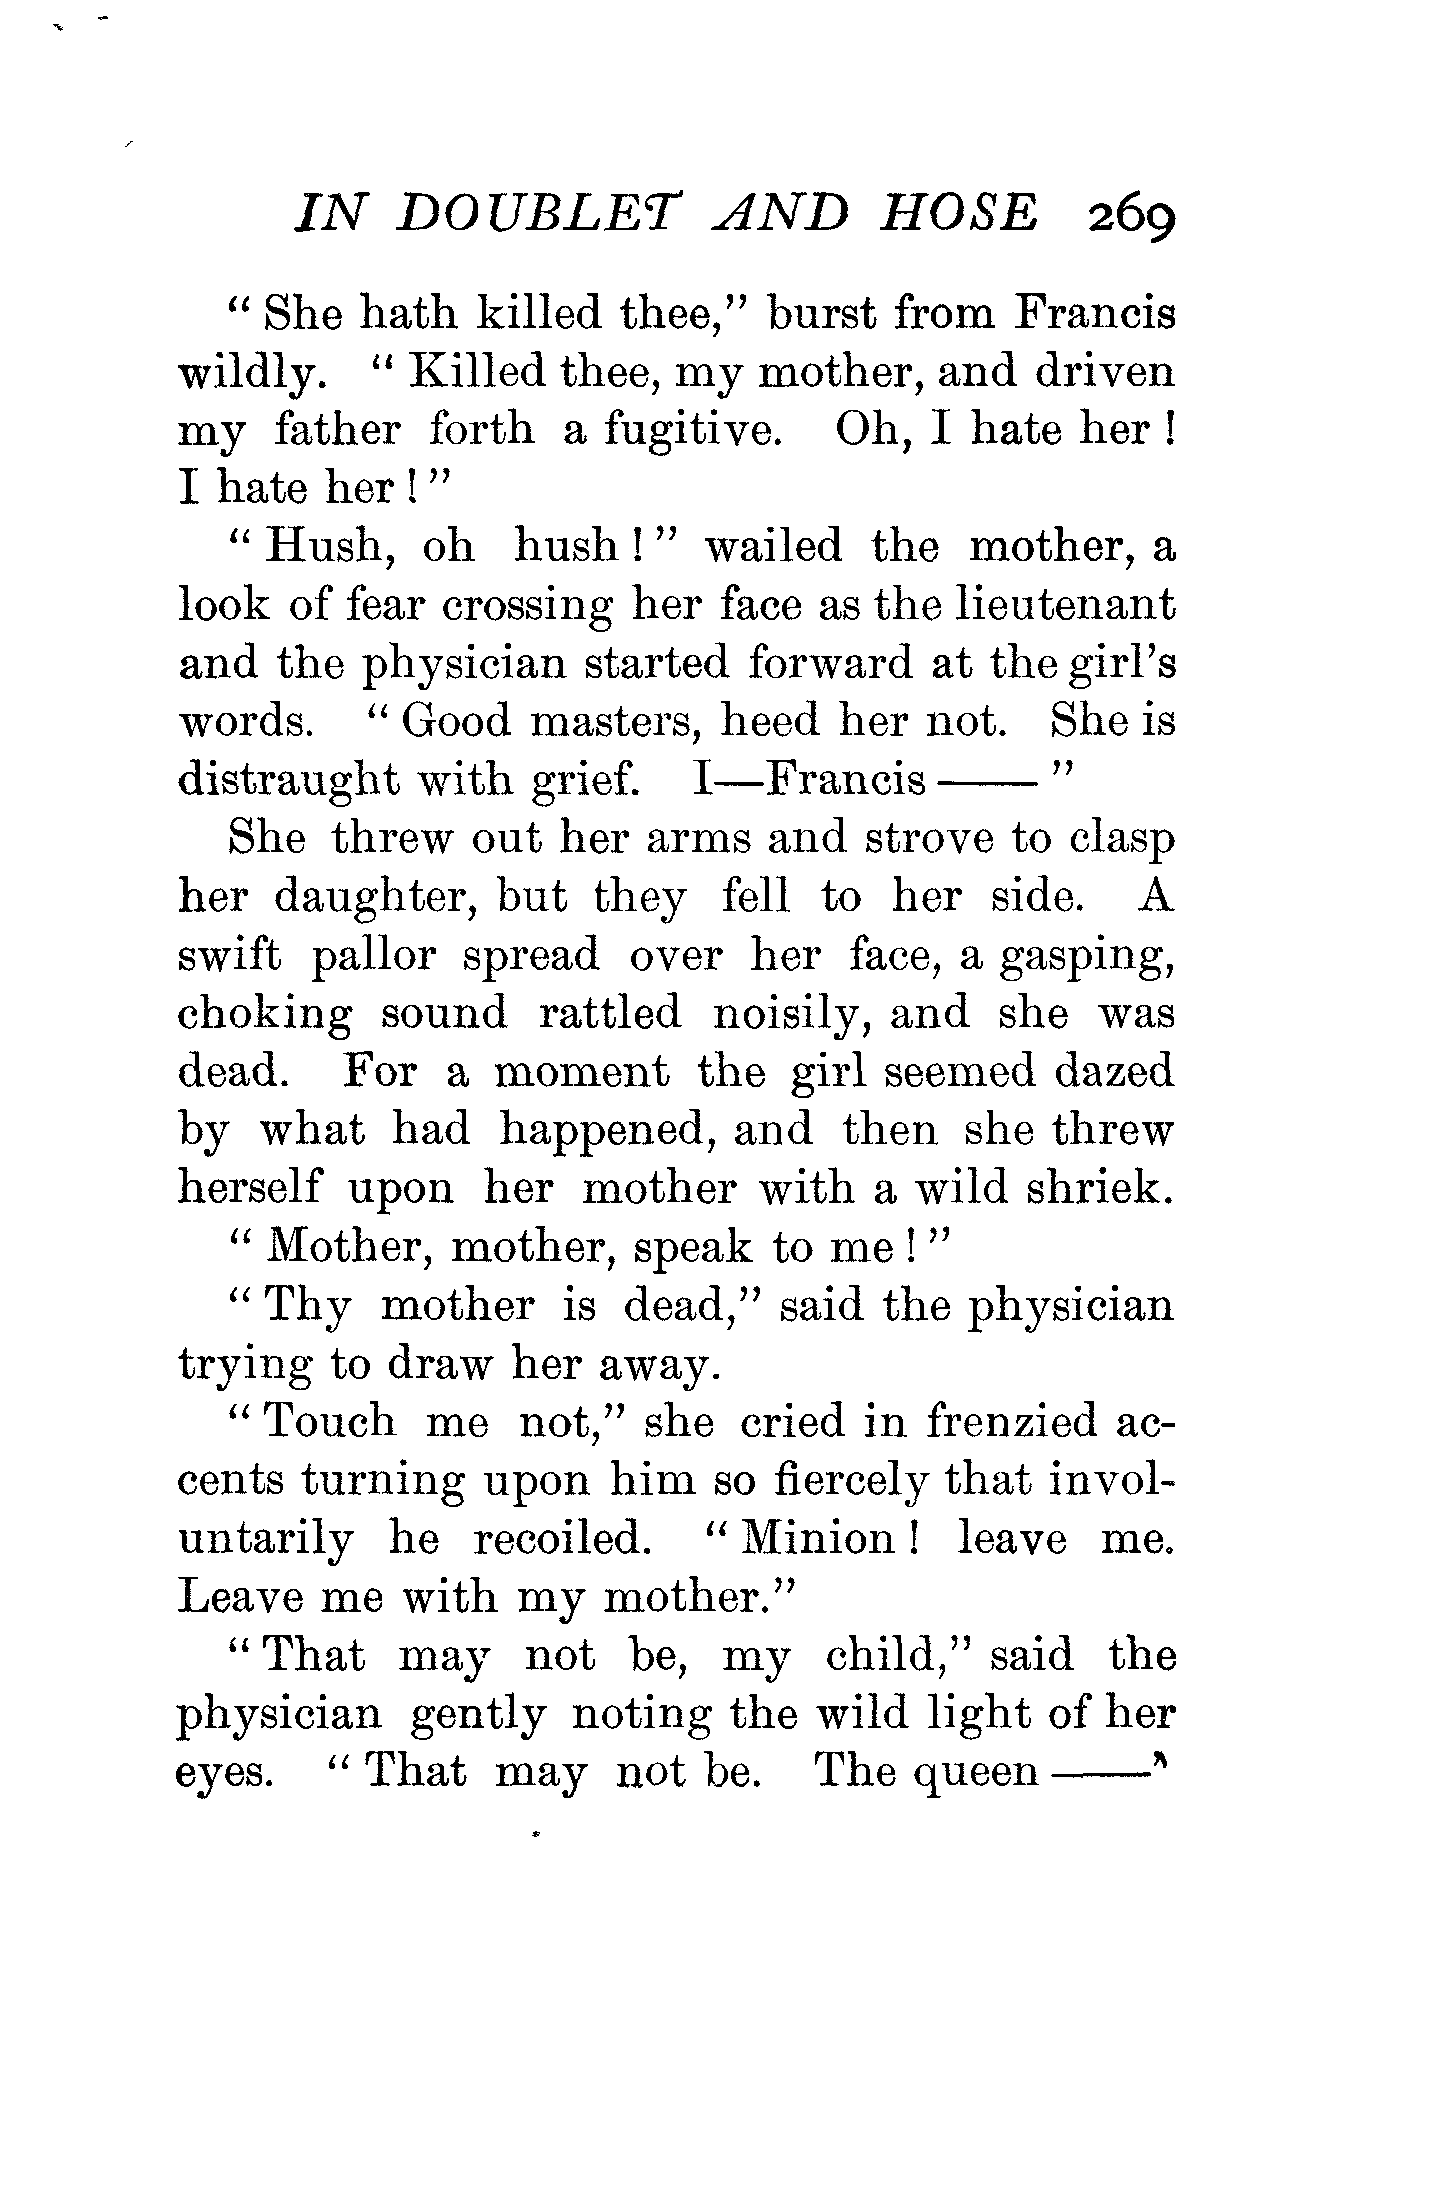 IN DOUBLET AND HOSE 269
“ She hath killed thee,” burst from Francis
wildly. “ Killed thee, my mother, and driven
my father forth a fugitive. Oh, I hate her !
I hate her ! ”
“ Hush, oh hush ! ” wailed the mother, a
look of fear crossing her face as the lieutenant
and the physician started forward at the girl’s
words. “ Good masters, heed her not. She is
distraught with grief. I—Francis —— ”
She threw out her arms and strove to clasp
her daughter, but they fell to her side. A
swift pallor spread over her face, a gasping,
choking sound rattled noisily, and she was
dead. For a moment the girl seemed dazed
by what had happened, and then she threw
herself upon her mother with a wild shriek.
“ Mother, mother, speak to me ! ”
“ Thy mother is dead,” said the physician
trying to draw her away.
“ Touch me not,” she cried in frenzied ac-
cents turning upon him so fiercely that invol-
untarily he recoiled. “ Minion ! leave me.
Leave me with my mother.”
“ That may not be, my child,” said the
physician gently noting the wild light of her
eyes. “ That may not be. The queen ——”